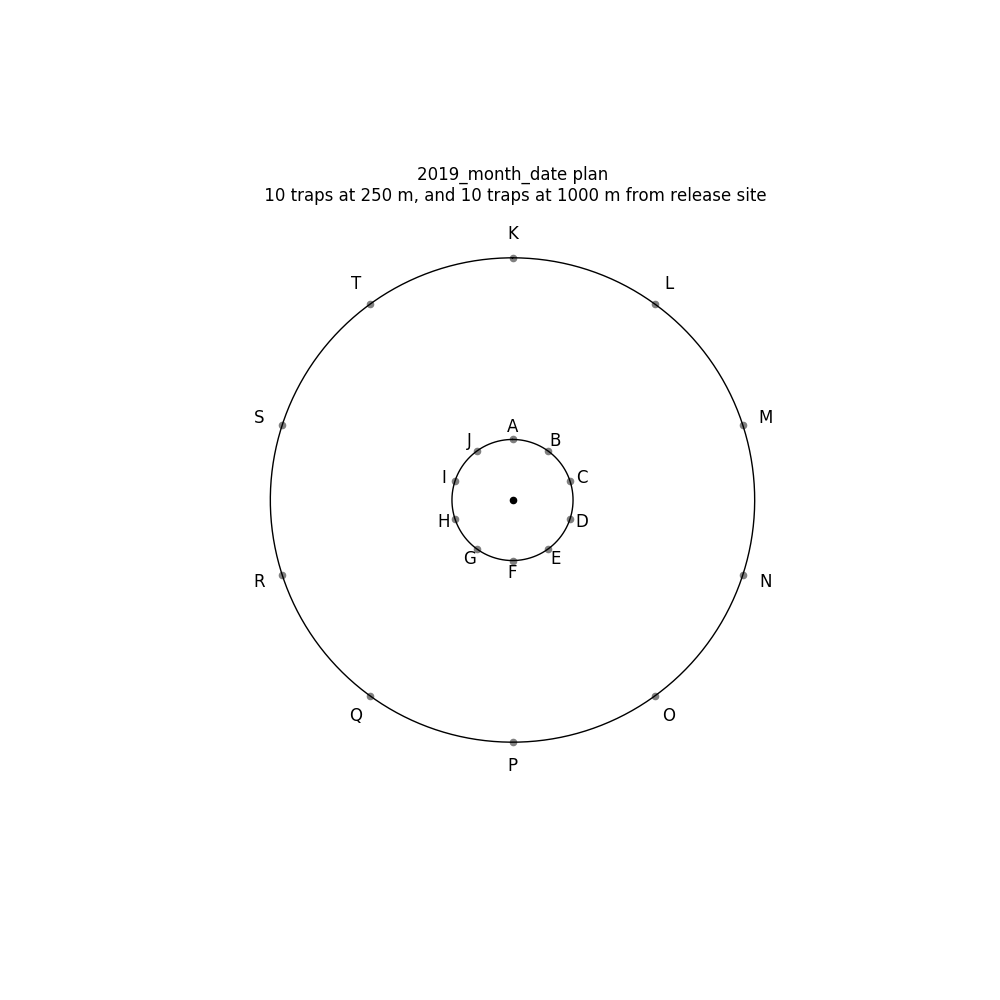 2019_month_date plan
10 traps at 250 m, and 10 traps at 1000 m from release site
K
T
L
S
M
A
J
B
I
C
H
D
G
E
F
R
N
Q
O
P